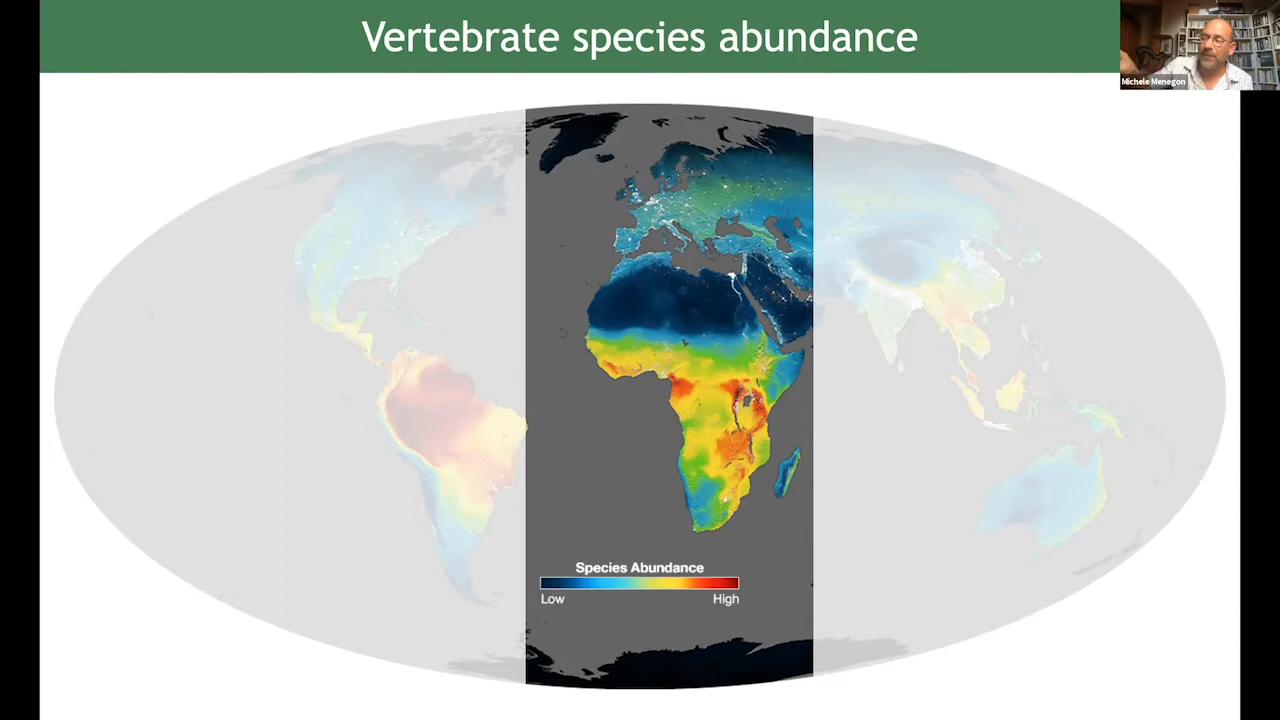 Vertebrate species abundance
Michele Menegon
Species Abundance
Low High